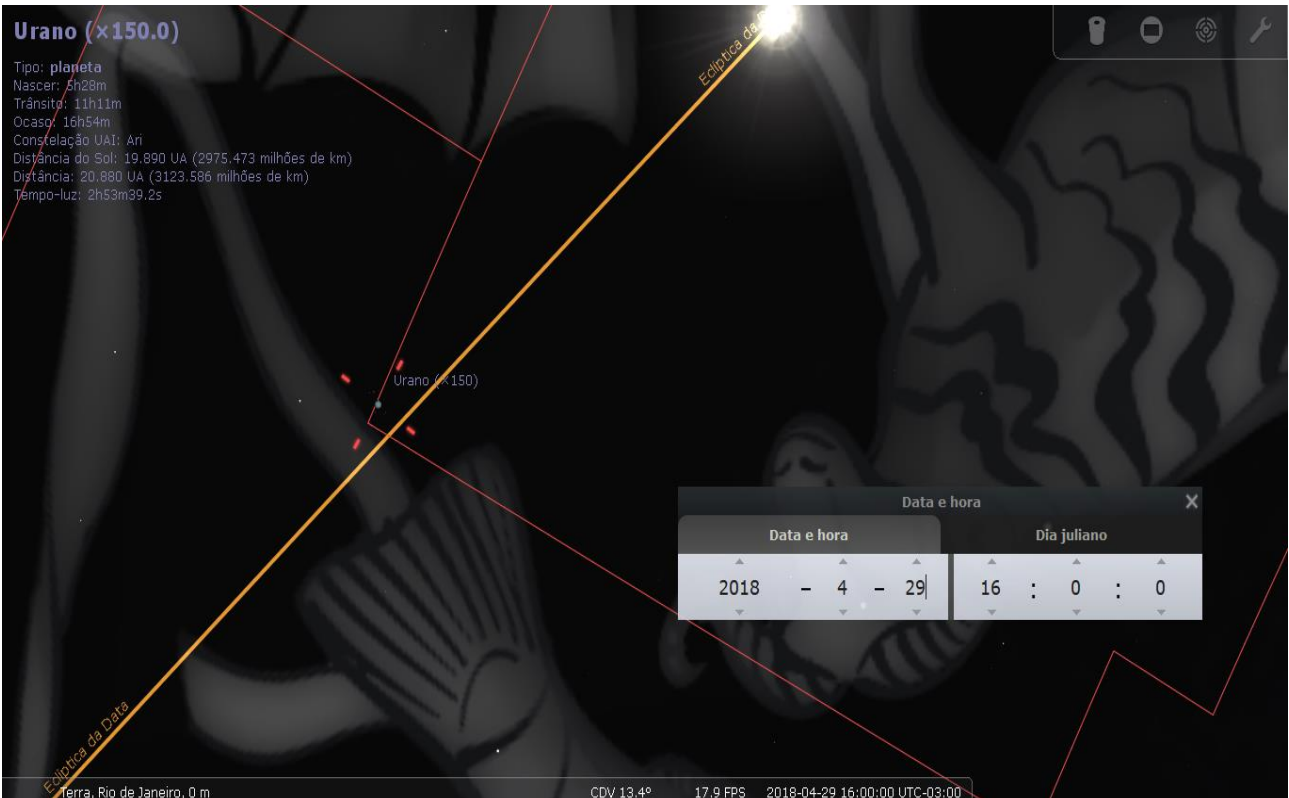 Urano (×150.0)
Tipo: planeta
Nascer: 5h28m
Trânsito: 11h11m
Ocaso: 16h54m
Constelação UAI: Ari
Distância do Sol: 19.890 UA (2975.473 milhões de km)
Distância: 20.880 UA (3123.586 milhões de km)
Tempo-luz: 2h53m39.2s
Eclíptica da
Urano (×150)
Data e hora
Data e hora
Dia juliano
2018 – 4 – 29 16 : 0 : 0
Eclíptica da Data
Terra, Rio de Janeiro, 0 m
CDV 13.4° 17.9 FPS 2018-04-29 16:00:00 UTC-03:00